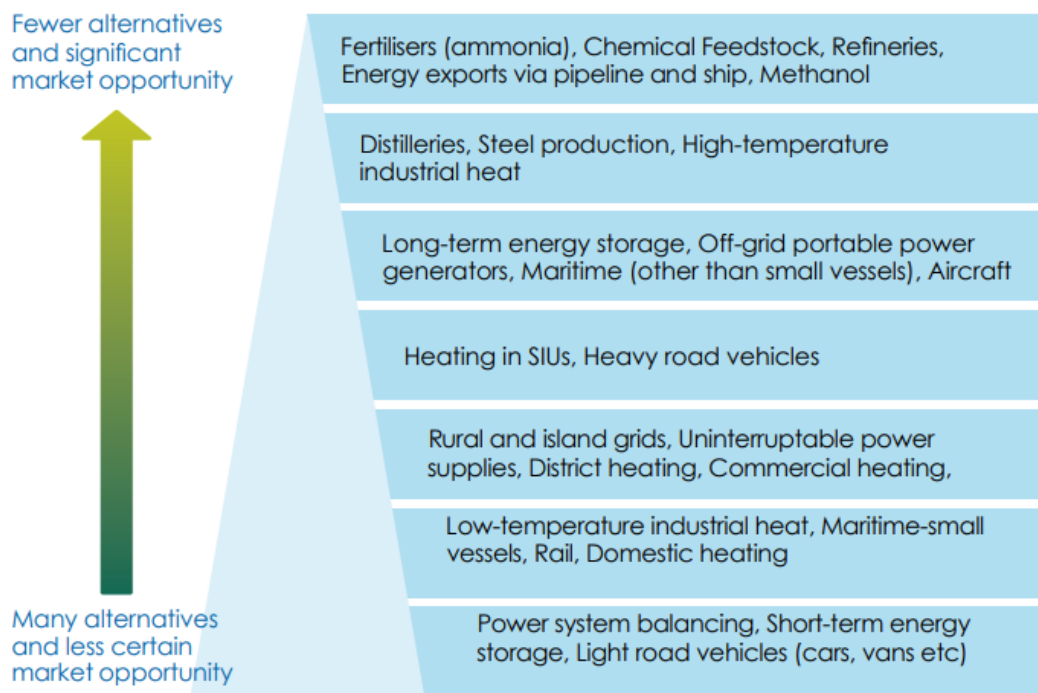 Fewer alternatives
and significant
market opportunity
Fertilisers (ammonia), Chemical Feedstock, Refineries,
Energy exports via pipeline and ship, Methanol
Distilleries, Steel production, High-temperature
industrial heat
Long-term energy storage, Off-grid portable power
generators, Maritime (other than small vessels), Aircraft
Heating in SIUs, Heavy road vehicles
Rural and island grids, Uninterruptable power
supplies, District heating, Commercial heating,
Low-temperature industrial heat, Maritime-small
vessels, Rail, Domestic heating
Many alternatives
and less certain
market opportunity
Power system balancing, Short-term energy
storage, Light road vehicles (cars, vans etc)